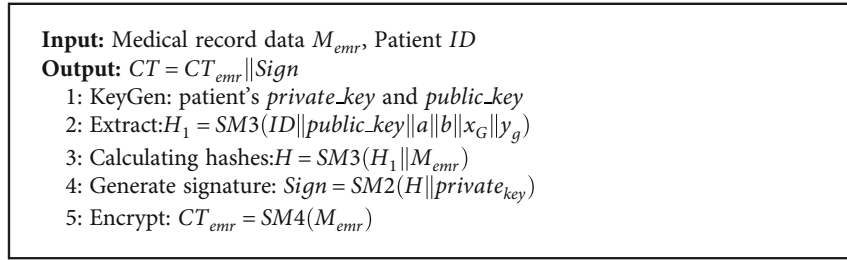 Input: Medical record data M_emr, Patient ID
Output: CT = CT_emr||Sign
1: KeyGen: patient's private_key and public_key
2: Extract:H_1 = SM3(ID||public_key||a||b||x_G||y_g)
3: Calculating hashes:H = SM3(H_1||M_emr)
4: Generate signature: Sign = SM2(H||private_key)
5: Encrypt: CT_emr = SM4(M_emr)